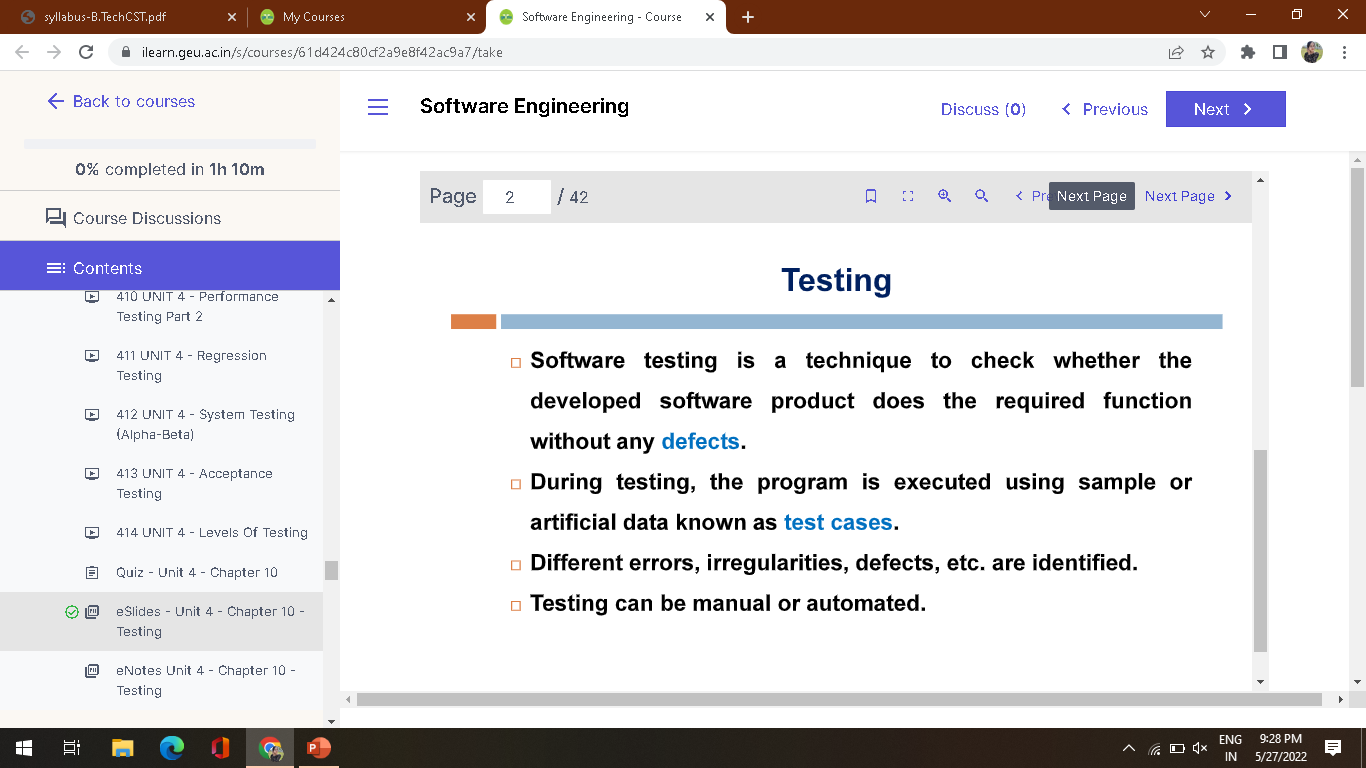 syllabus-B.TechCST.pdf
My Courses
Software Engineering - Course
ilearn.geu.ac.in/s/courses/61d424c80cf2a9e8f42ac9a7/take
Back to courses
0% completed in 1h 10m
Course Discussions
Contents
410 UNIT 4 - Performance
Testing Part 2
411 UNIT 4 - Regression
Testing
412 UNIT 4 - System Testing
(Alpha-Beta)
413 UNIT 4 - Acceptance
Testing
414 UNIT 4 - Levels Of Testing
Quiz - Unit 4 - Chapter 10
eSlides - Unit 4 - Chapter 10 -
Testing
eNotes Unit 4 - Chapter 10 -
Testing
Software Engineering
Discuss (0)
Previous
Next
Page 2 / 42
Next Page
Next Page
Testing
Software testing is a technique to check whether the
developed software product does the required function
without any defects.
During testing, the program is executed using sample or
artificial data known as test cases.
Different errors, irregularities, defects, etc. are identified.
Testing can be manual or automated.
ENG
IN
9:28 PM
5/27/2022